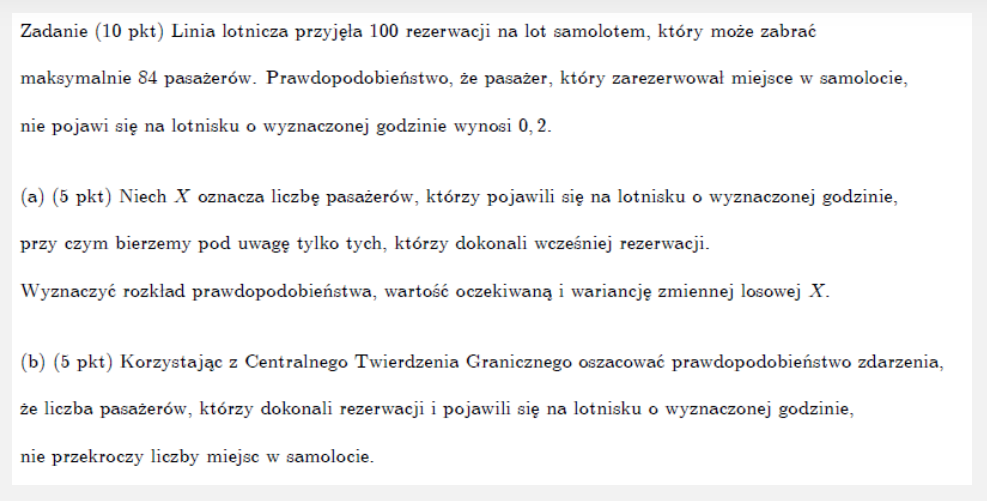 Zadanie (10 pkt) Linia lotnicza przyjęła 100 rezerwacji na lot samolotem, który może zabrać
maksymalnie 84 pasażerów. Prawdopodobieństwo, że pasażer, który zarezerwował miejsce w samolocie,
nie pojawi się na lotnisku o wyznaczonej godzinie wynosi 0, 2.
(a) (5 pkt) Niech X oznacza liczbę pasażerów, którzy pojawili się na lotnisku o wyznaczonej godzinie,
przy czym bierzemy pod uwagę tylko tych, którzy dokonali wcześniej rezerwacji.
Wyznaczyć rozkład prawdopodobieństwa, wartość oczekiwaną i wariancję zmiennej losowej X.
(b) (5 pkt) Korzystając z Centralnego Twierdzenia Granicznego oszacować prawdopodobieństwo zdarzenia,
że liczba pasażerów, którzy dokonali rezerwacji i pojawili się na lotnisku o wyznaczonej godzinie,
nie przekroczy liczby miejsc w samolocie.